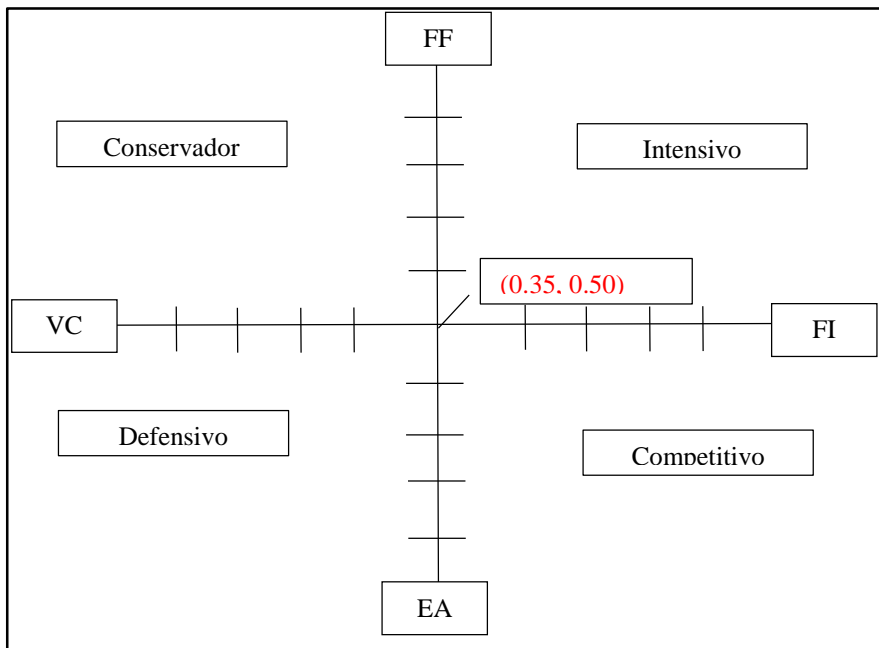 FF
Conservador
Intensivo
(0.35, 0.50)
VC
FI
Defensivo
Competitivo
EA